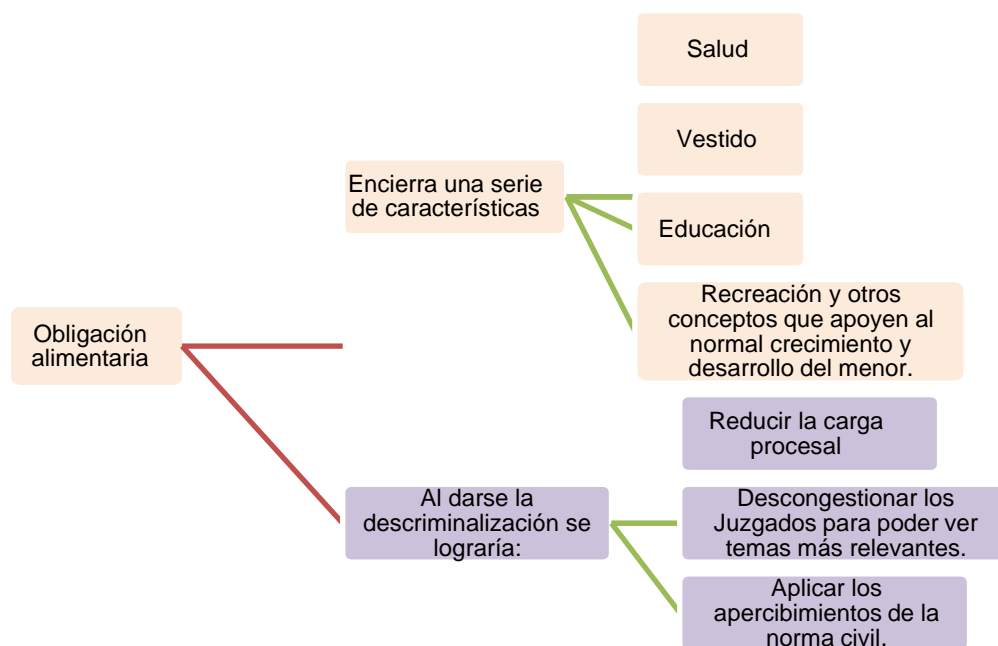 Obligación
alimentaria
Encierra una serie
de características
Salud
Vestido
Educación
Recreación y otros
conceptos que apoyen al
normal crecimiento y
desarrollo del menor.
Al darse la
descriminalización se
lograría:
Reducir la carga
procesal
Descongestionar los
Juzgados para poder ver
temas más relevantes.
Aplicar los
apercibimientos de la
norma civil.